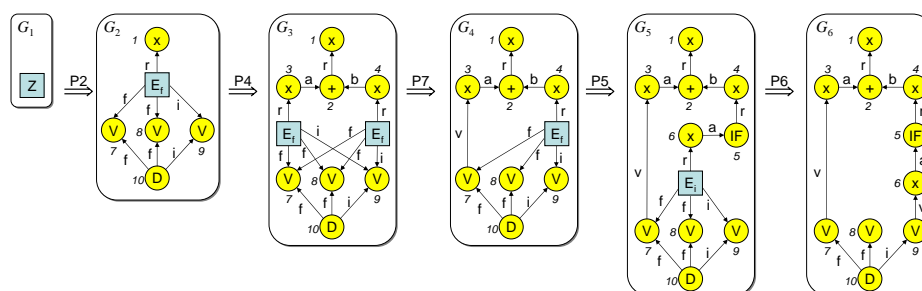 G1
Z
P2
G2
1 x
r
Ef
f f i
V 8 V V
7 9
f f i
10 D
P4
G3
1 x
r
3 4
x a + b x
2
r r
Ef i f Ef
f f f i
V 8 V V
7 9
f f i
10 D
P7
G4
1 x
r
3 4
x a + b x
2
r
v f Ef
f i
V 8 V V
7 9
f f i
10 D
P5
G5
1 x
r
3 4
x a + b x
2
r
6 x a IF
5
r
v Ei
f f i
V 8 V V
7 9
f f i
10 D
P6
G6
1 x
r
3 4
x a + b x
2
r
5 IF
a
v 6 x
v
V 8 V V
7 9
f f i
10 D